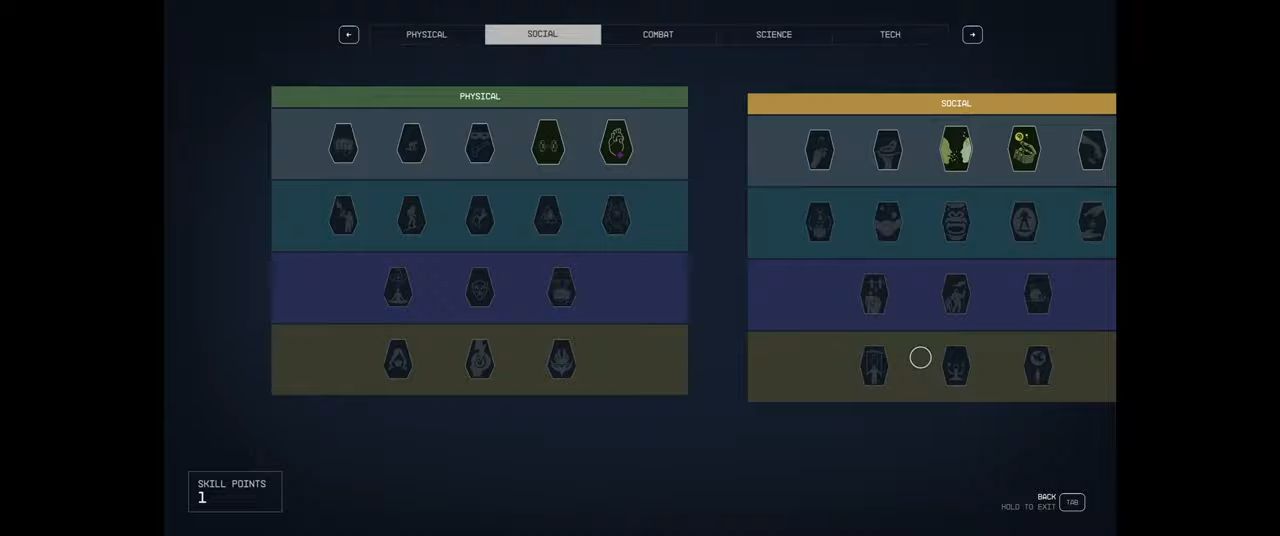 ←
PHYSICAL
SOCIAL
COMBAT
SCIENCE
TECH
→
PHYSICAL
SOCIAL
SKILL POINTS
1
BACK
HOLD TO EXIT
TAB